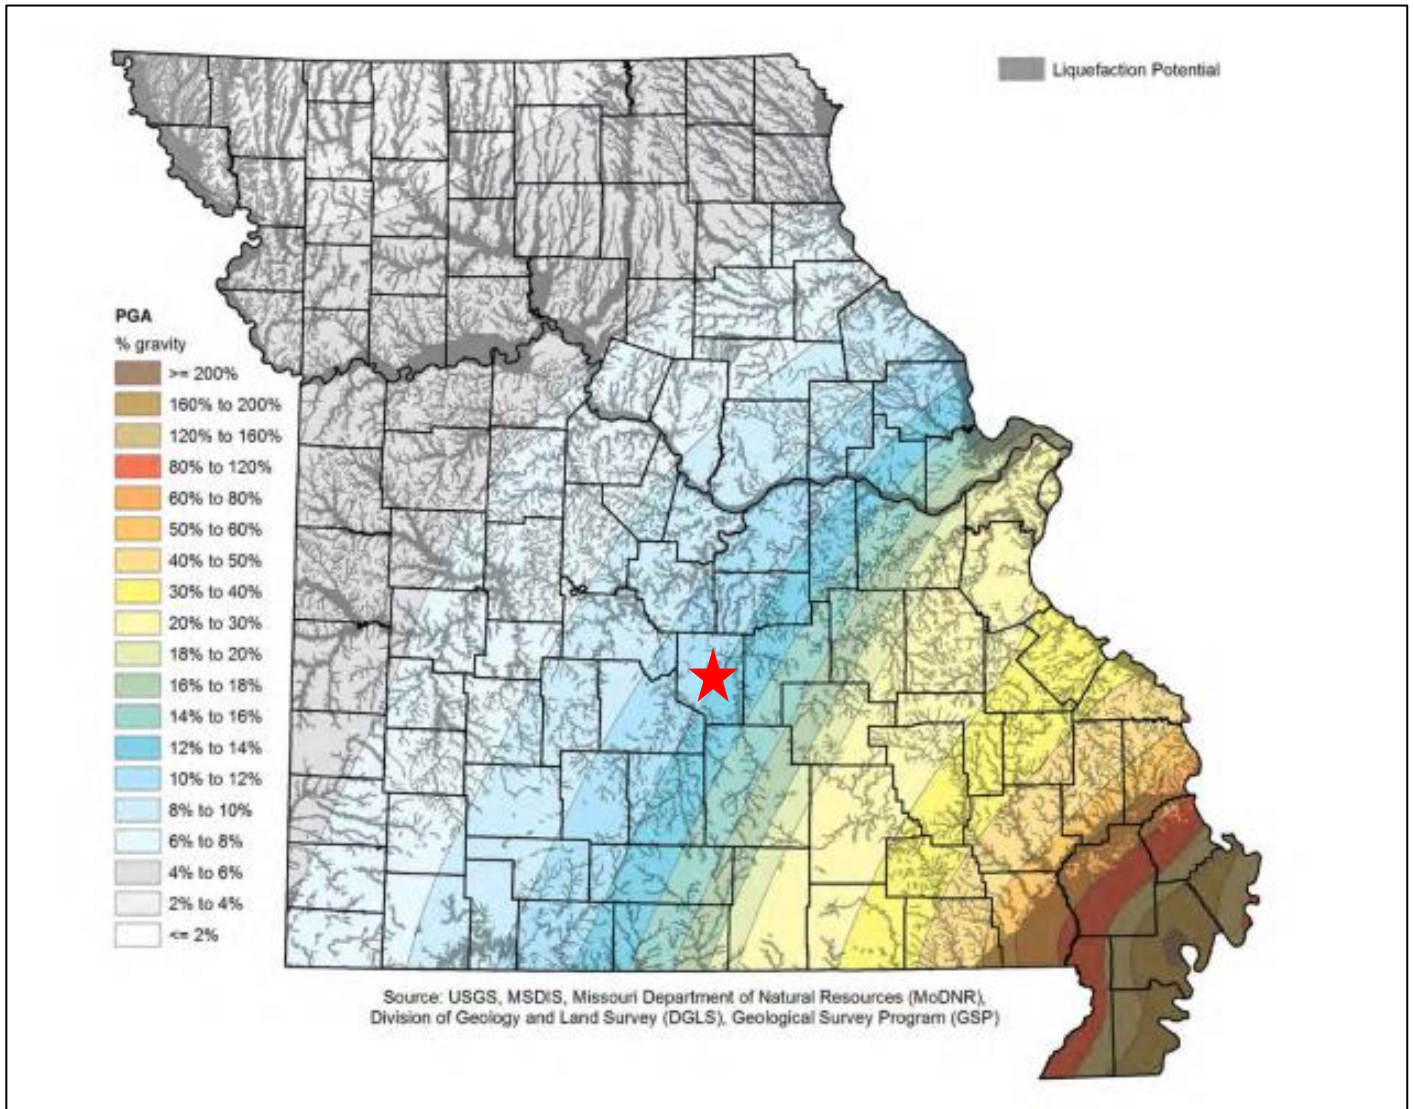 Liquefaction Potential
PGA
% gravity
>= 200%
160% to 200%
120% to 160%
80% to 120%
60% to 80%
50% to 60%
40% to 50%
30% to 40%
20% to 30%
18% to 20%
16% to 18%
14% to 16%
12% to 14%
10% to 12%
8% to 10%
6% to 8%
4% to 6%
2% to 4%
<= 2%
Source: USGS, MSDIS, Missouri Department of Natural Resources (MoDNR),
Division of Geology and Land Survey (DGLS), Geological Survey Program (GSP)